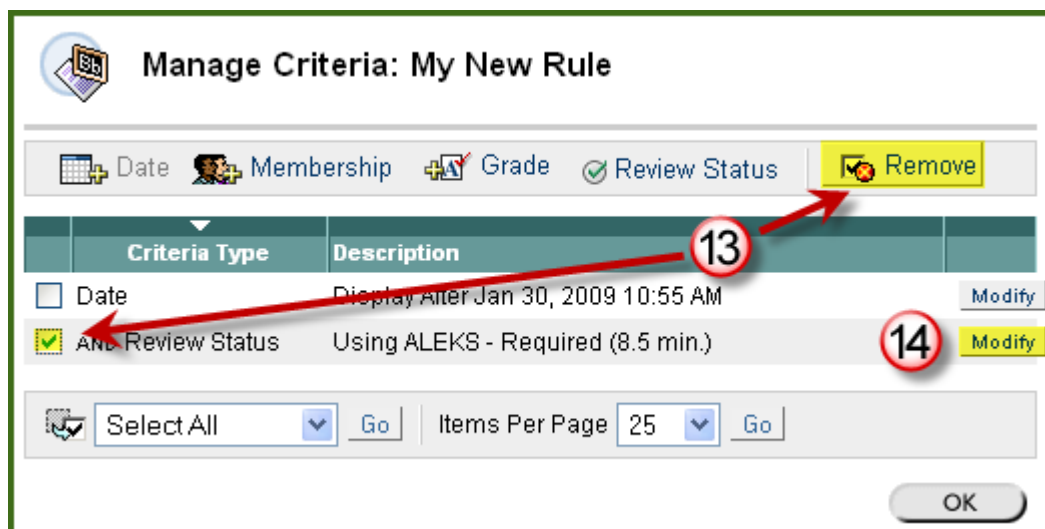 Manage Criteria: My New Rule
Date Membership Grade Review Status Remove
Criteria Type Description
13
Date Display After Jan 30, 2009 10:55 AM Modify
AND Review Status Using ALEKS - Required (8.5 min.) 14 Modify
Select All Go Items Per Page 25 Go
OK